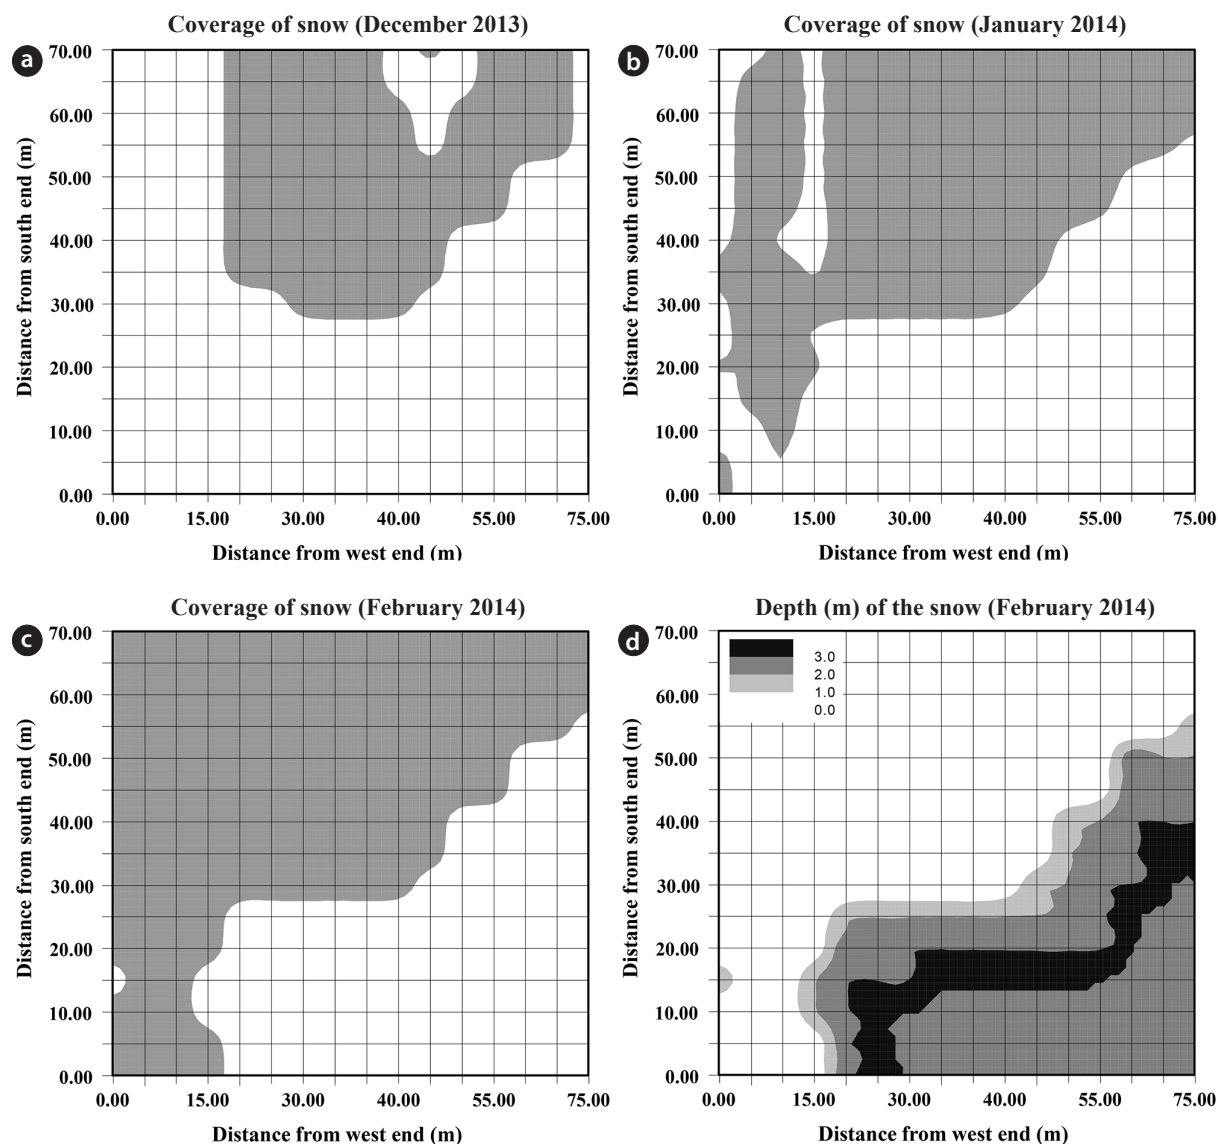 Coverage of snow (December 2013)
a
Distance from south end (m)
70.00
60.00
50.00
40.00
30.00
20.00
10.00
0.00
0.00 15.00 30.00 40.00 55.00 75.00
Distance from west end (m)
Coverage of snow (January 2014)
b
Distance from south end (m)
70.00
60.00
50.00
40.00
30.00
20.00
10.00
0.00
0.00 15.00 30.00 40.00 55.00 75.00
Distance from west end (m)
Coverage of snow (February 2014)
c
Distance from south end (m)
70.00
60.00
50.00
40.00
30.00
20.00
10.00
0.00
0.00 15.00 30.00 40.00 55.00 75.00
Distance from west end (m)
Depth (m) of the snow (February 2014)
d
Distance from south end (m)
70.00
60.00
50.00
40.00
30.00
20.00
10.00
0.00
3.0
2.0
1.0
0.0
0.00 15.00 30.00 40.00 55.00 75.00
Distance from west end (m)